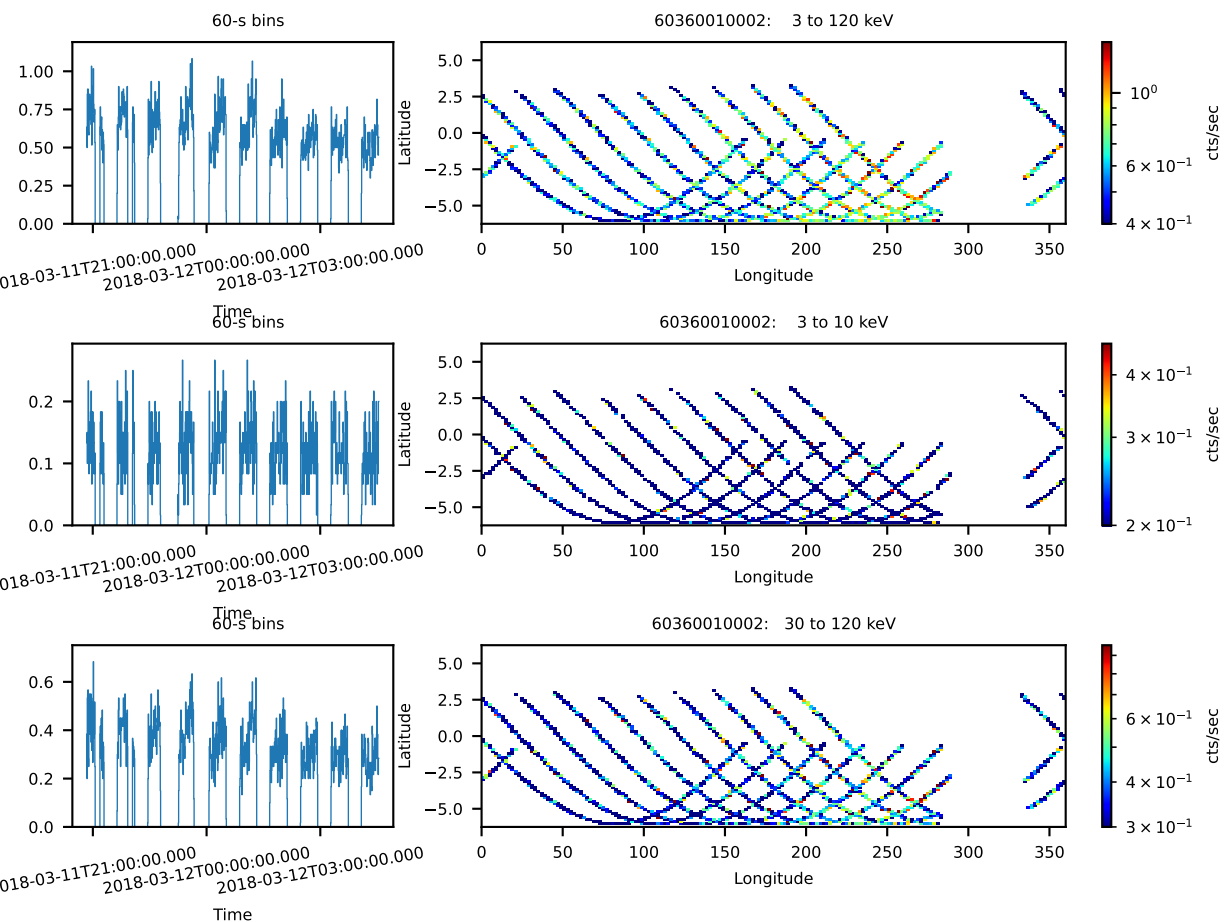 60-s bins
60360010002: 3 to 120 keV
1.00
0.75
0.50
0.25
0.00
018-03-11T21:00:00.000
2018-03-12T00:00:00.000
2018-03-12T03:00:00.000
Time
Latitude
5.0
2.5
0.0
−2.5
−5.0
0 50 100 150 200 250 300 350
Longitude
10⁰
6 × 10⁻¹
4 × 10⁻¹
cts/sec
60-s bins
60360010002: 3 to 10 keV
0.2
0.1
0.0
018-03-11T21:00:00.000
2018-03-12T00:00:00.000
2018-03-12T03:00:00.000
Time
Latitude
5.0
2.5
0.0
−2.5
−5.0
0 50 100 150 200 250 300 350
Longitude
4 × 10⁻¹
3 × 10⁻¹
2 × 10⁻¹
cts/sec
60-s bins
60360010002: 30 to 120 keV
0.6
0.4
0.2
0.0
018-03-11T21:00:00.000
2018-03-12T00:00:00.000
2018-03-12T03:00:00.000
Time
Latitude
5.0
2.5
0.0
−2.5
−5.0
0 50 100 150 200 250 300 350
Longitude
6 × 10⁻¹
4 × 10⁻¹
3 × 10⁻¹
cts/sec